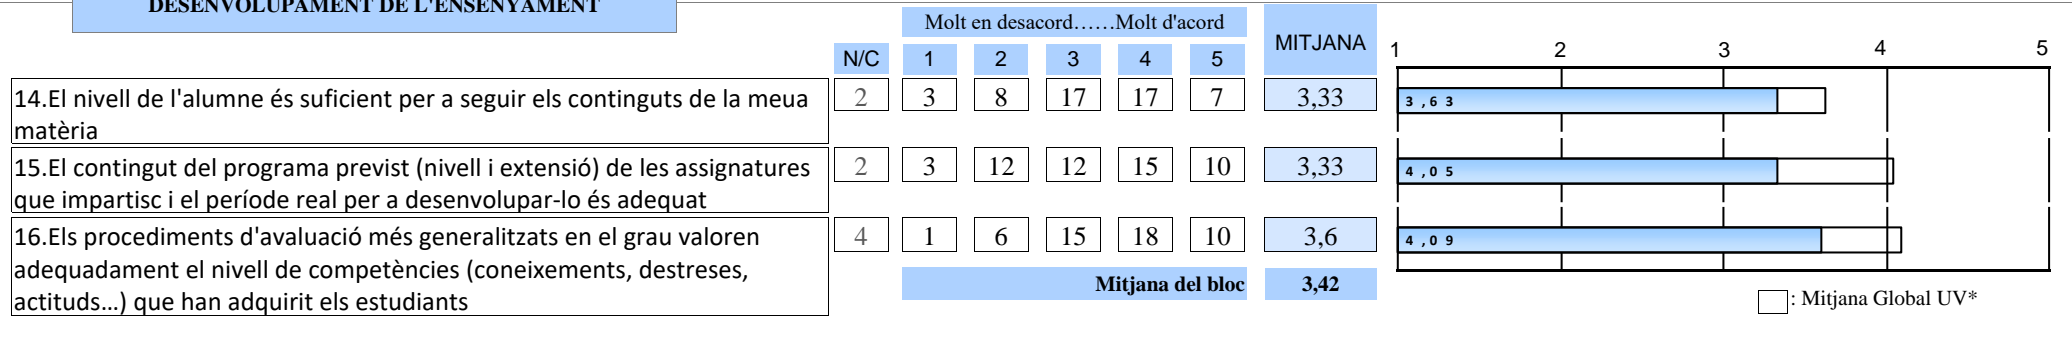 DESENVOLUPAMENT DE L'ENSENYAMENT
Molt en desacord......Molt d'acord
MITJANA
N/C 1 2 3 4 5
1 2 3 4 5
14.El nivell de l'alumne és suficient per a seguir els continguts de la meua
matèria
2 3 8 17 17 7 3,33
3,63
15.El contingut del programa previst (nivell i extensió) de les assignatures
que impartisc i el període real per a desenvolupar-lo és adequat
2 3 12 12 15 10 3,33
4,05
16.Els procediments d'avaluació més generalitzats en el grau valoren
adequadament el nivell de competències (coneixements, destreses,
actituds...) que han adquirit els estudiants
4 1 6 15 18 10 3,6
4,09
Mitjana del bloc 3,42
: Mitjana Global UV*